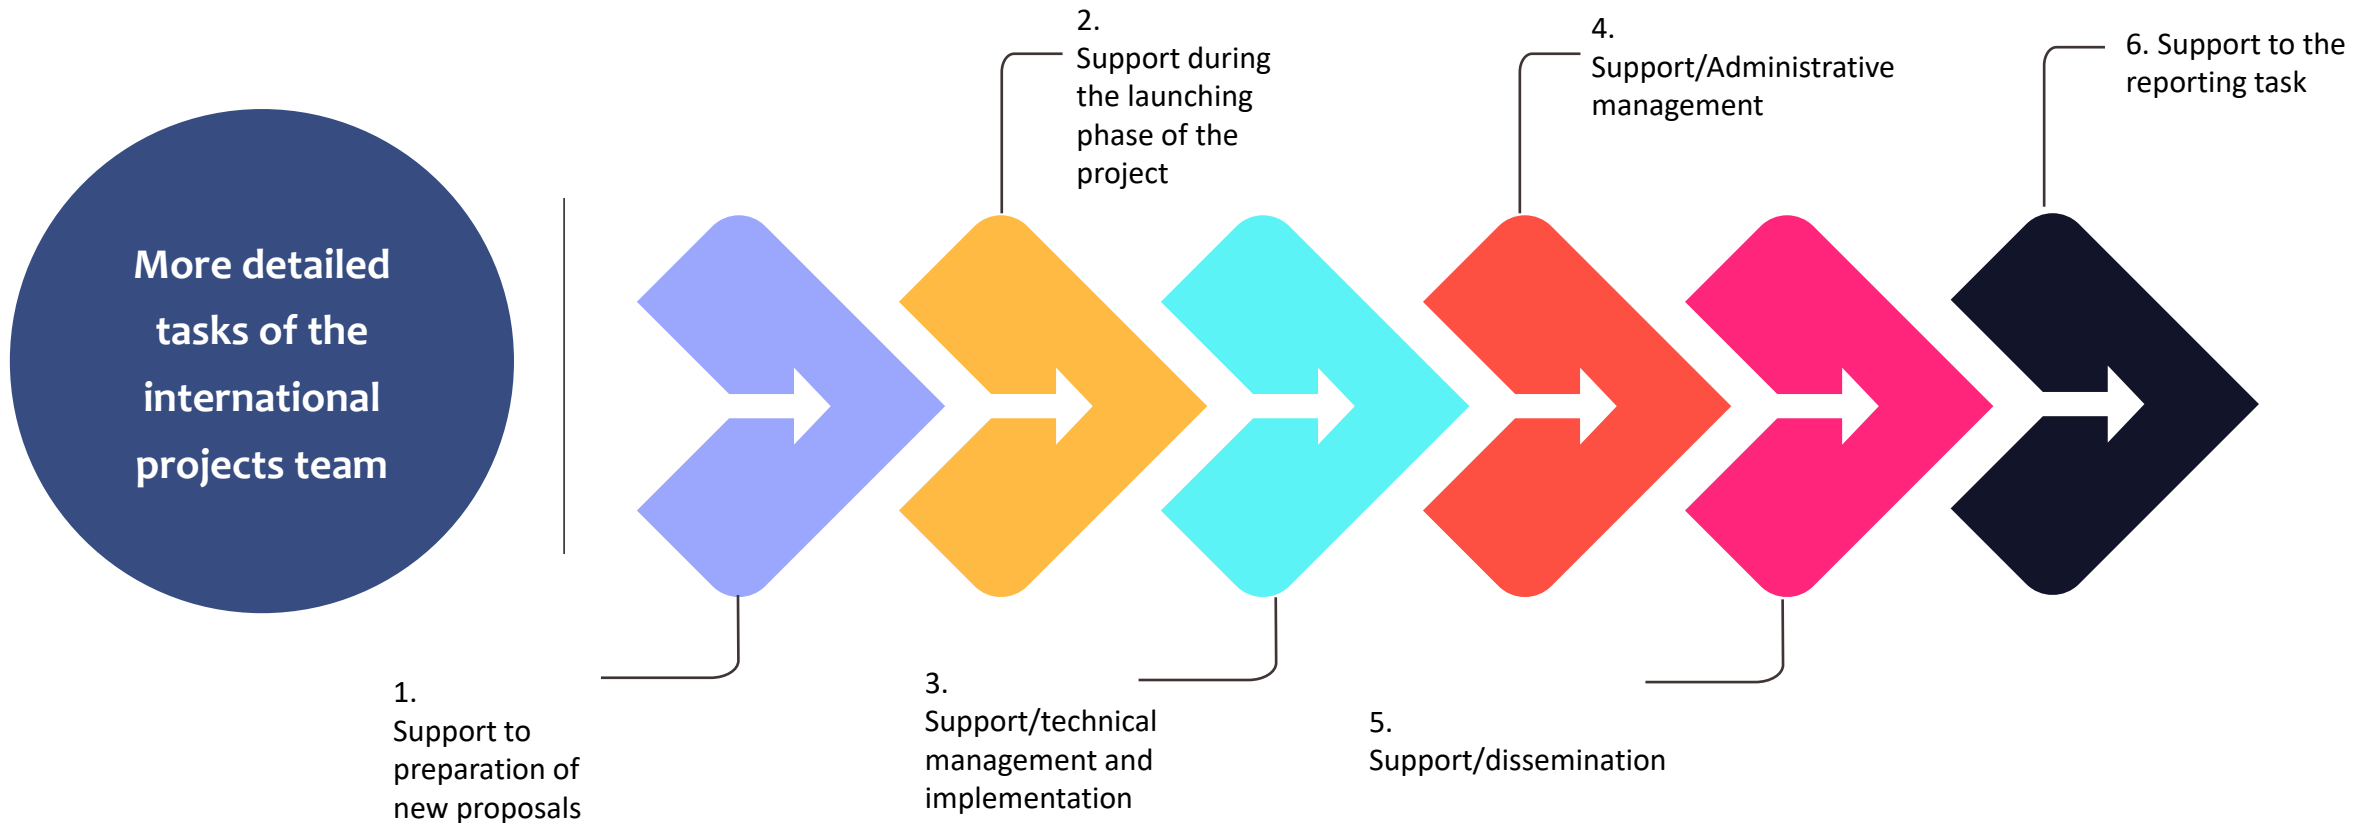 More detailed
tasks of the
international
projects team
1.
Support to
preparation of
new proposals
2.
Support during
the launching
phase of the
project
3.
Support/technical
management and
implementation
4.
Support/Administrative
management
5.
Support/dissemination
6. Support to the
reporting task